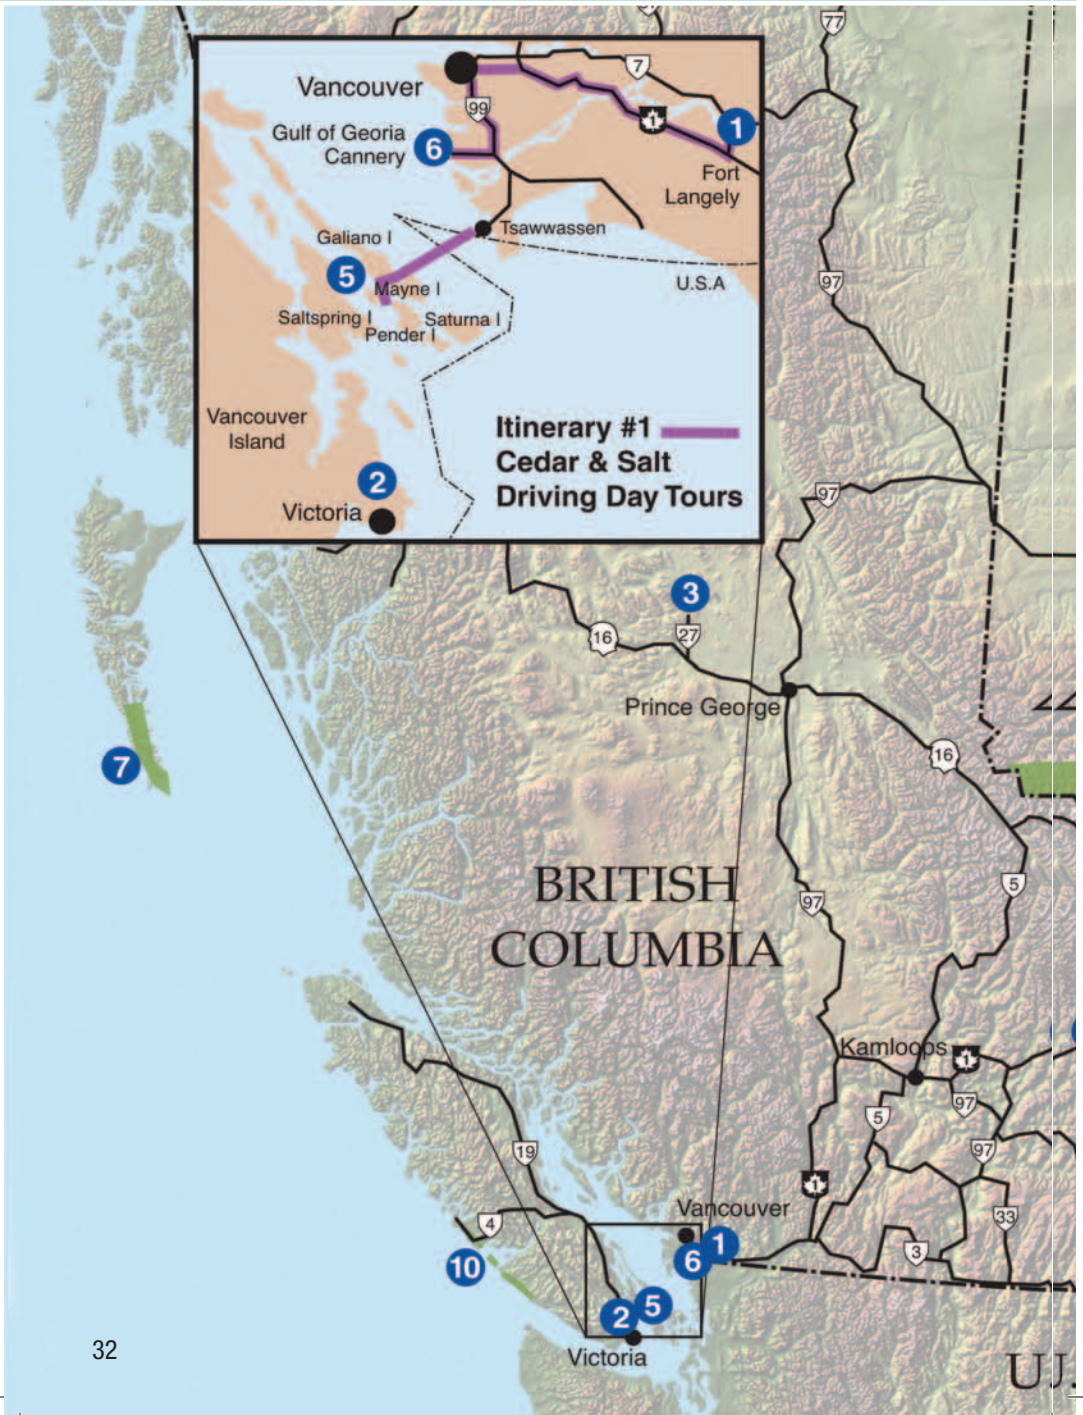 77
Vancouver
7
99
1
1
Gulf of Georia
Cannery
6
Fort
Langely
Tsawwassen
Galiano I
5
Mayne I
U.S.A
97
Saltspring I
Saturna I
Pender I
Vancouver
Island
Itinerary #1
Cedar & Salt
Driving Day Tours
2
Victoria
97
3
16
27
Prince George
16
7
BRITISH
COLUMBIA
97
5
Kamloops
1
97
5
19
97
1
Vancouver
4
33
1
3
6
10
5
2
Victoria
32